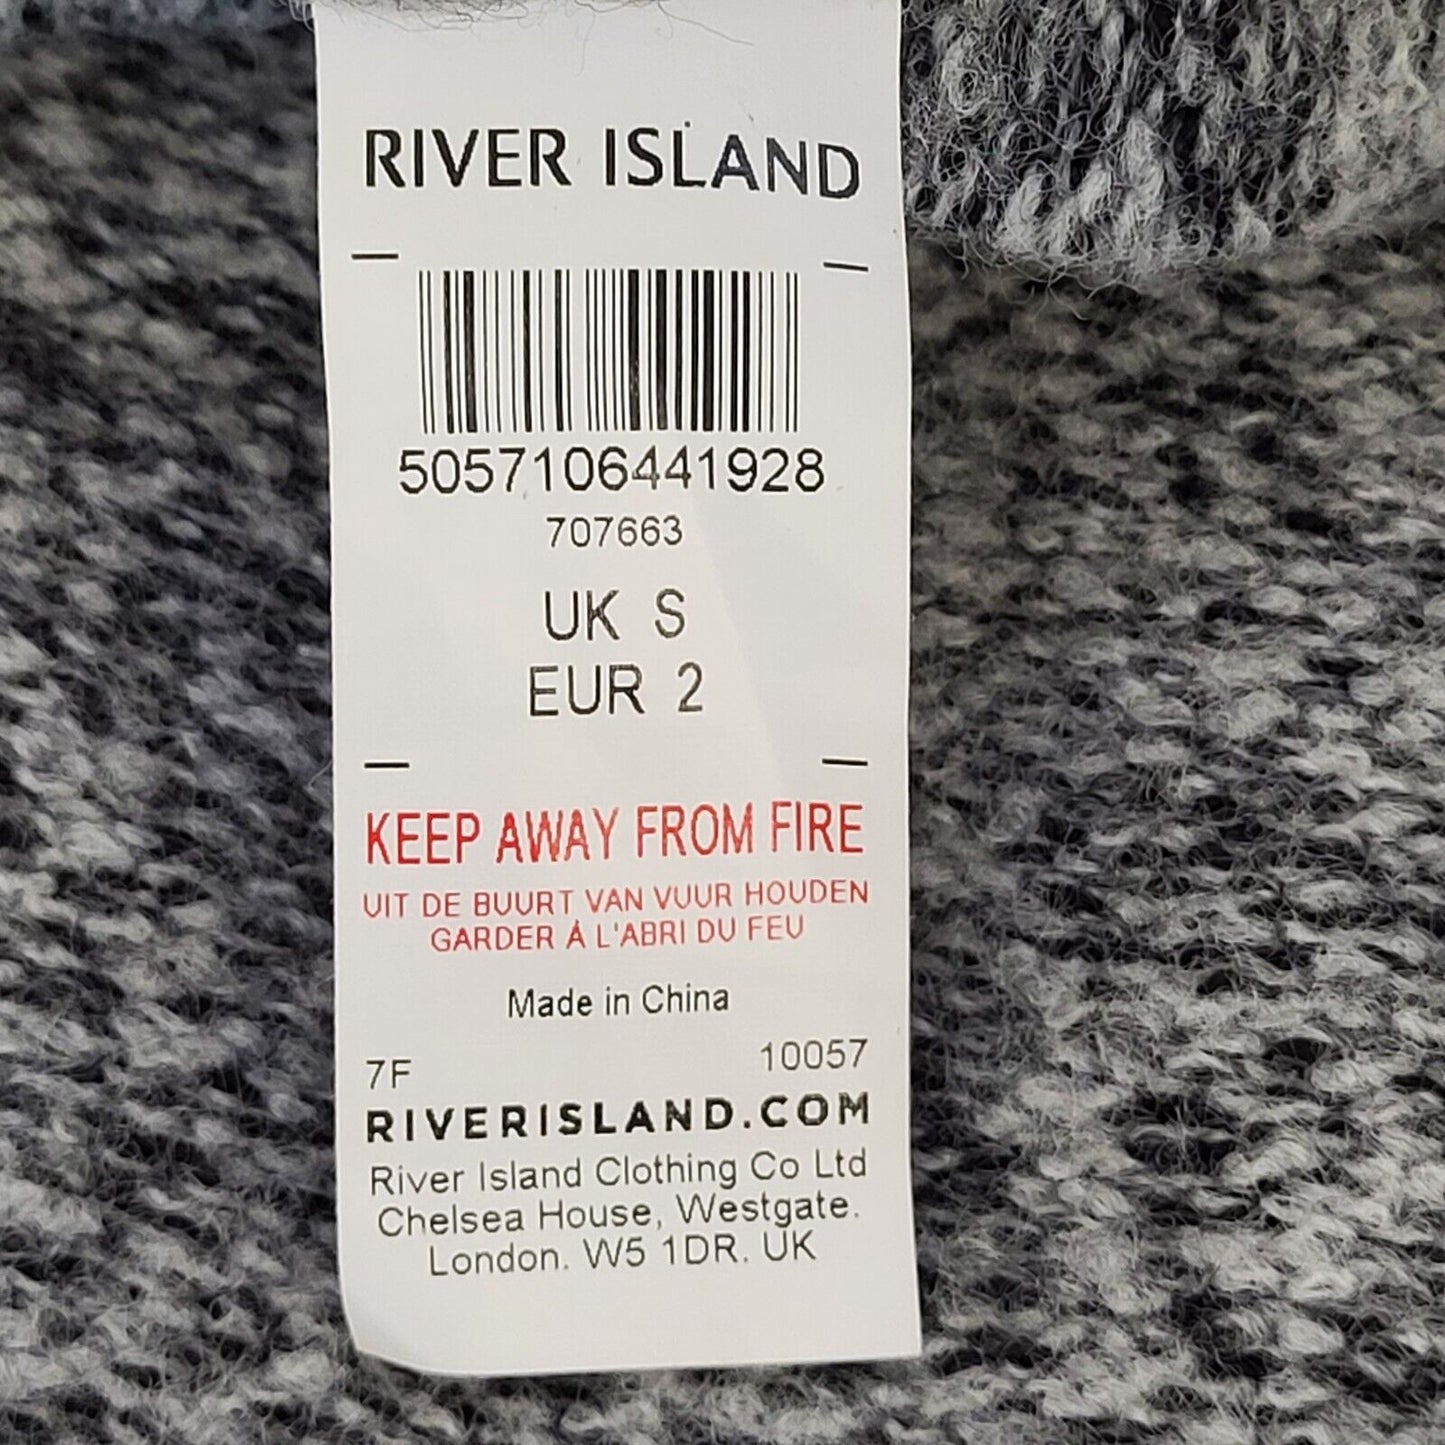 RIVER ISLAND
5057106441928
707663
UK S
EUR 2
KEEP AWAY FROM FIRE
UIT DE BUURT VAN VUUR HOUDEN
GARDER À L'ABRI DU FEU
Made in China
7F 10057
RIVERISLAND.COM
River Island Clothing Co Ltd
Chelsea House, Westgate.
London. W5 1DR. UK